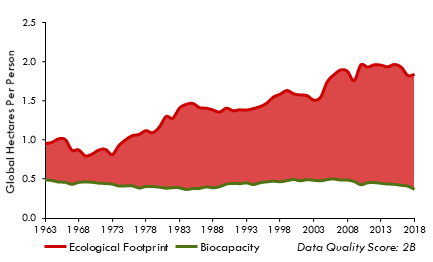 Global Hectares Per Person
2.5
2.0
1.5
1.0
0.5
0.0
1963 1968 1973 1978 1983 1988 1993 1998 2003 2008 2013 2018
Ecological Footprint Biocapacity Data Quality Score: 2B